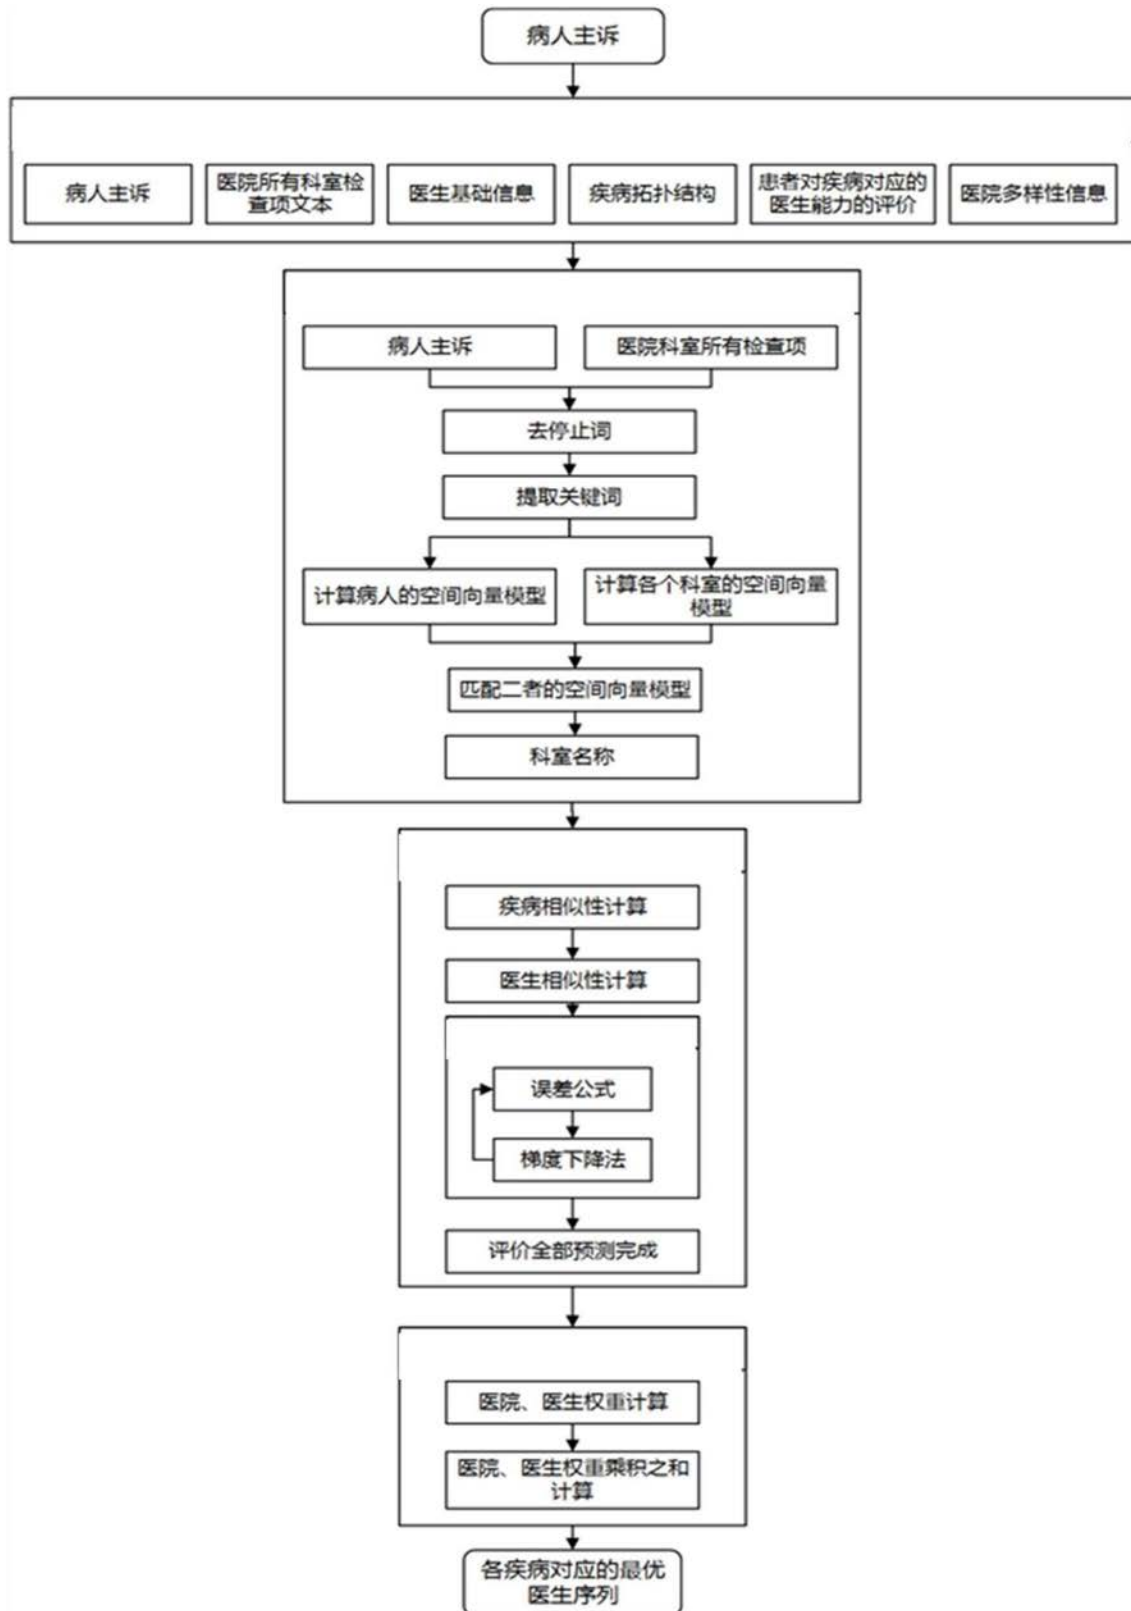 病人主诉
病人主诉
医院所有科室检
查项文本
医生基础信息
疾病拓扑结构
患者对疾病对应的
医生能力的评价
医院多样性信息
病人主诉
医院科室所有检查项
去停止词
提取关键词
计算病人的空间向量模型
计算各个科室的空间向量
模型
匹配二者的空间向量模型
科室名称
疾病相似性计算
医生相似性计算
误差公式
梯度下降法
评价全部预测完成
医院、医生权重计算
医院、医生权重乘积之和
计算
各疾病对应的最优
医生序列